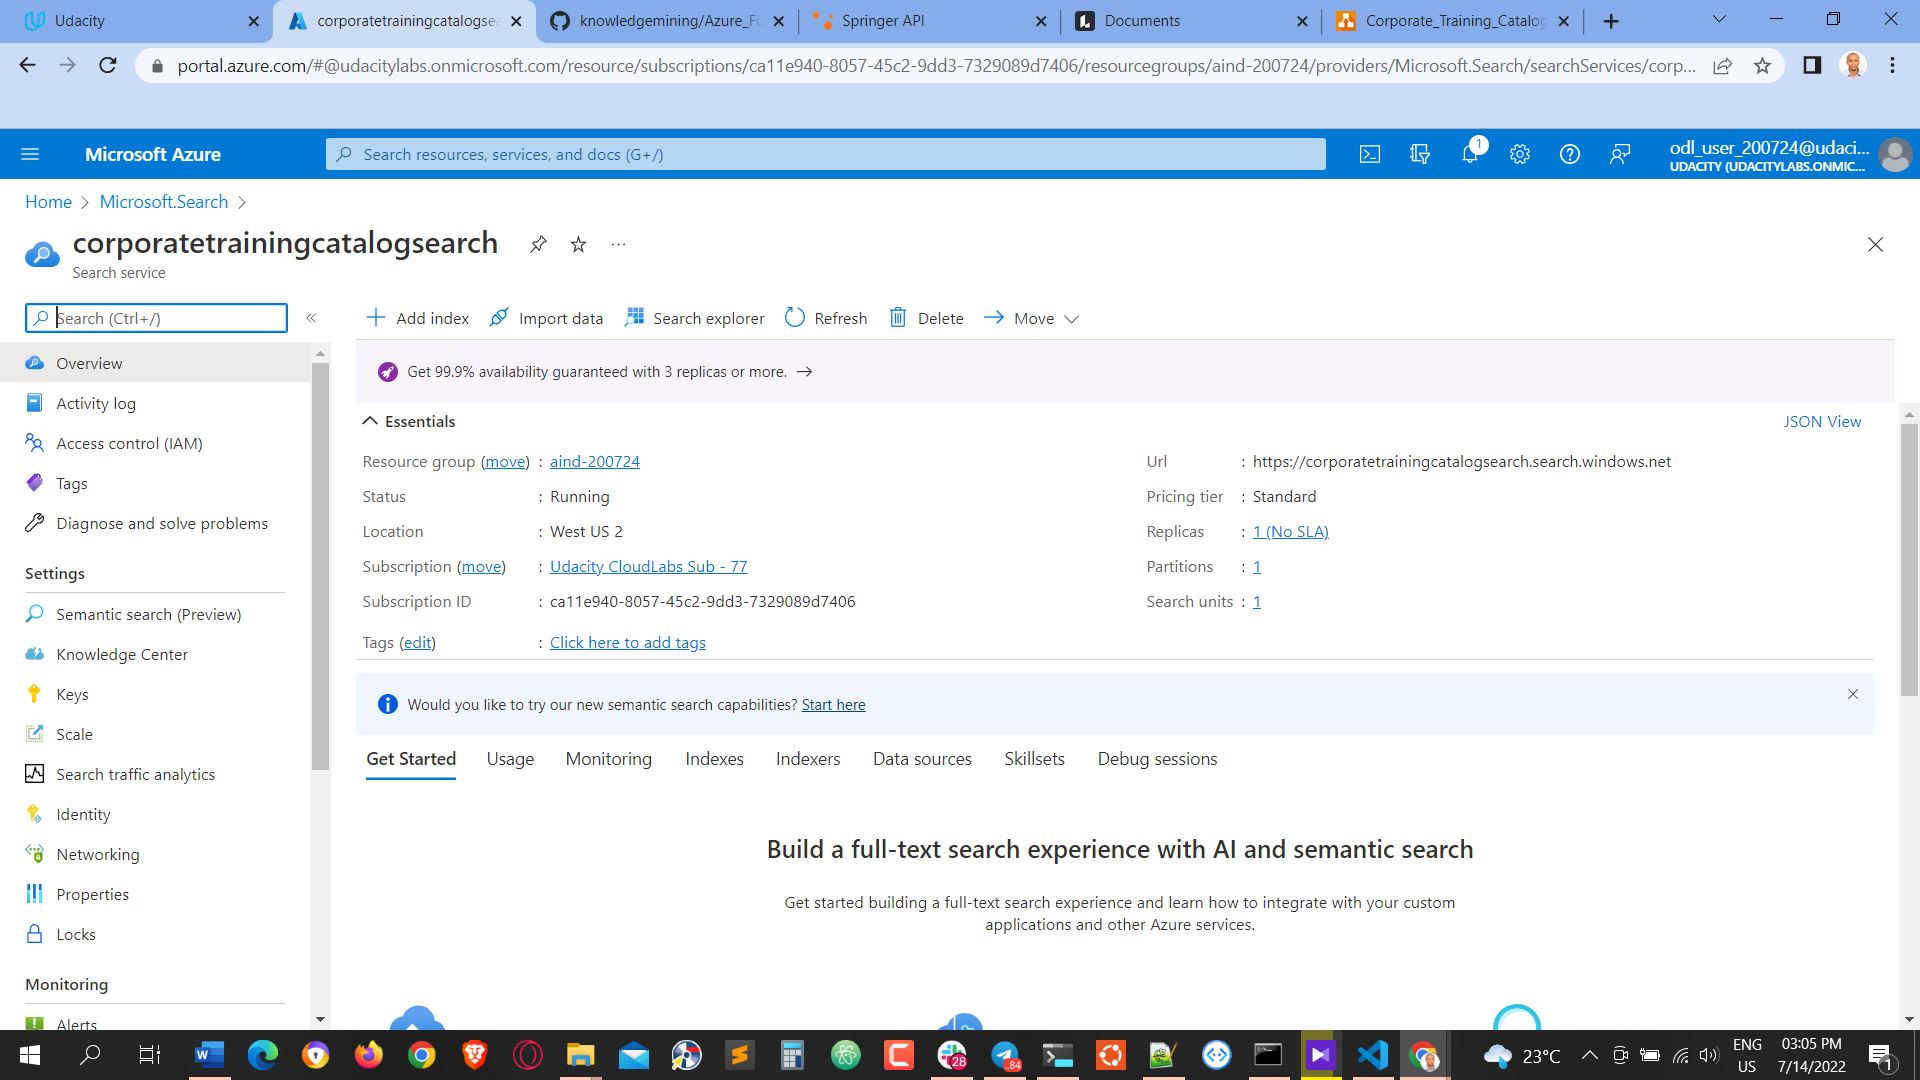 Udacity
corporatetrainingcatalogsea
knowledgemining/Azure_Fu
Springer API
Documents
Corporate_Training_Catalog
portal.azure.com/#@udacitylabs.onmicrosoft.com/resource/subscriptions/ca11e940-8057-45c2-9dd3-7329089d7406/resourcegroups/aind-200724/providers/Microsoft.Search/searchServices/corp...
Microsoft Azure
Search resources, services, and docs (G+/)
1
odl_user_200724@udaci...
UDACITY (UDACITYLABS.ONMIC...
Home > Microsoft.Search >
corporatetrainingcatalogsearch
Search service
Search (Ctrl+/)
Overview
Activity log
Access control (IAM)
Tags
Diagnose and solve problems
Settings
Semantic search (Preview)
Knowledge Center
Keys
Scale
Search traffic analytics
Identity
Networking
Properties
Locks
Monitoring
Alerts
Add index
Import data
Search explorer
Refresh
Delete
Move
Get 99.9% availability guaranteed with 3 replicas or more. →
Essentials
JSON View
Resource group (move) : aind-200724
Status : Running
Location : West US 2
Subscription (move) : Udacity CloudLabs Sub - 77
Subscription ID : ca11e940-8057-45c2-9dd3-7329089d7406
Tags (edit) : Click here to add tags
Url : https://corporatetrainingcatalogsearch.search.windows.net
Pricing tier : Standard
Replicas : 1 (No SLA)
Partitions : 1
Search units : 1
Would you like to try our new semantic search capabilities? Start here
Get Started
Usage
Monitoring
Indexes
Indexers
Data sources
Skillsets
Debug sessions
Build a full-text search experience with AI and semantic search
Get started building a full-text search experience and learn how to integrate with your custom
applications and other Azure services.
28
84
23°C
ENG
US
03:05 PM
7/14/2022
1